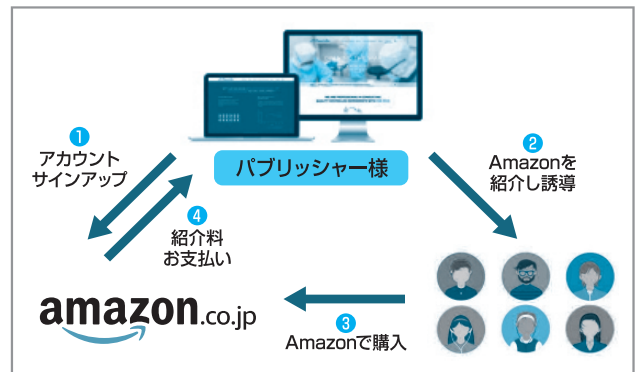 ①
アカウント
サインアップ
パブリッシャー様
②
Amazonを
紹介し誘導
④
紹介料
お支払い
amazon.co.jp
③
Amazonで購入